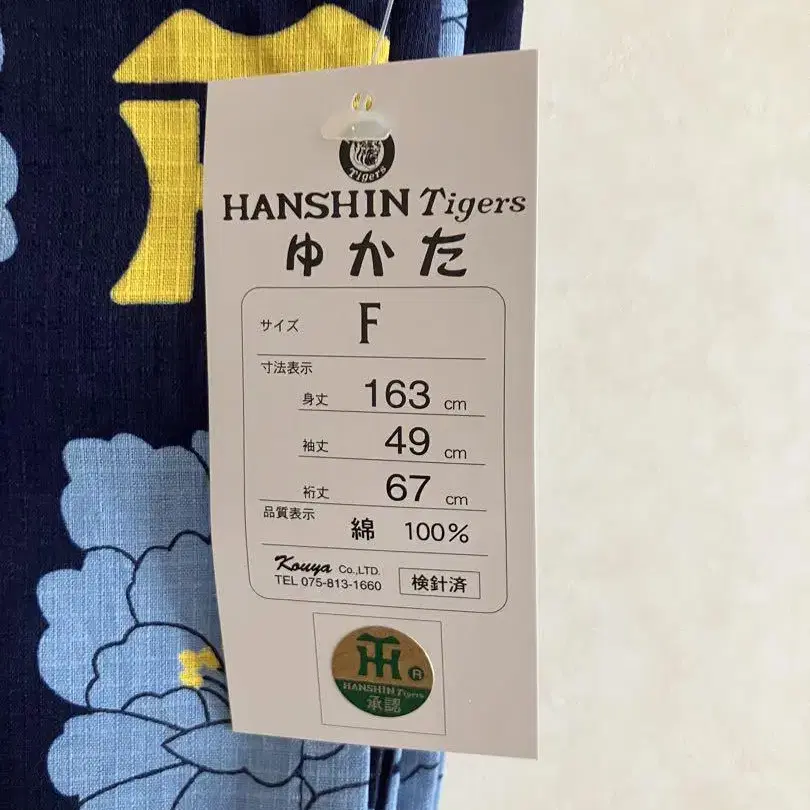 Tigers
HANSHIN Tigers
ゆかた
サイズ F
寸法表示
身丈 163 cm
袖丈 49 cm
裄丈 67 cm
品質表示 綿 100%
Kouya Co.,LTD.
TEL 075-813-1660 検針済
HANSHIN Tigers
承認